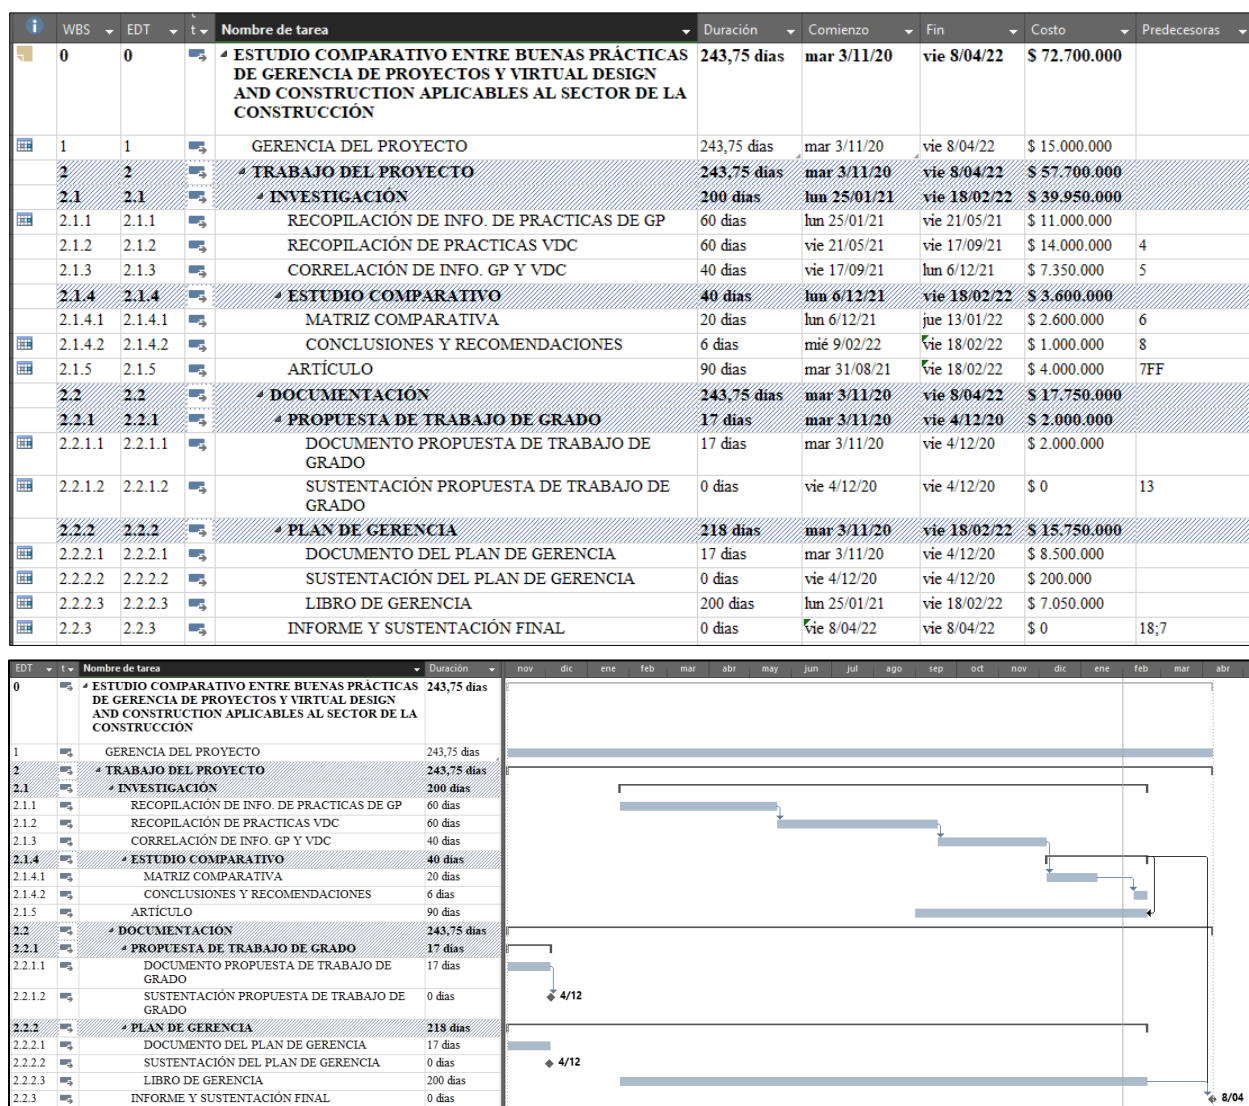 WBS EDT t Nombre de tarea Duración Comienzo Fin Costo Predecesoras
0 0 ESTUDIO COMPARATIVO ENTRE BUENAS PRÁCTICAS 243,75 días mar 3/11/20 vie 8/04/22 $ 72.700.000
DE GERENCIA DE PROYECTOS Y VIRTUAL DESIGN
AND CONSTRUCTION APLICABLES AL SECTOR DE LA
CONSTRUCCIÓN
1 1 GERENCIA DEL PROYECTO 243,75 días mar 3/11/20 vie 8/04/22 $ 15.000.000
2 2 TRABAJO DEL PROYECTO 243,75 días mar 3/11/20 vie 8/04/22 $ 57.700.000
2.1 2.1 INVESTIGACIÓN 200 días lun 25/01/21 vie 18/02/22 $ 39.950.000
2.1.1 2.1.1 RECOPILACIÓN DE INFO. DE PRACTICAS DE GP 60 días lun 25/01/21 vie 21/05/21 $ 11.000.000
2.1.2 2.1.2 RECOPILACIÓN DE PRACTICAS VDC 60 días vie 21/05/21 vie 17/09/21 $ 14.000.000 4
2.1.3 2.1.3 CORRELACIÓN DE INFO. GP Y VDC 40 días vie 17/09/21 lun 6/12/21 $ 7.350.000 5
2.1.4 2.1.4 ESTUDIO COMPARATIVO 40 días lun 6/12/21 vie 18/02/22 $ 3.600.000
2.1.4.1 2.1.4.1 MATRIZ COMPARATIVA 20 días lun 6/12/21 jue 13/01/22 $ 2.600.000 6
2.1.4.2 2.1.4.2 CONCLUSIONES Y RECOMENDACIONES 6 días mié 9/02/22 vie 18/02/22 $ 1.000.000 8
2.1.5 2.1.5 ARTÍCULO 90 días mar 31/08/21 vie 18/02/22 $ 4.000.000 7FF
2.2 2.2 DOCUMENTACIÓN 243,75 días mar 3/11/20 vie 8/04/22 $ 17.750.000
2.2.1 2.2.1 PROPUESTA DE TRABAJO DE GRADO 17 días mar 3/11/20 vie 4/12/20 $ 2.000.000
2.2.1.1 2.2.1.1 DOCUMENTO PROPUESTA DE TRABAJO DE 17 días mar 3/11/20 vie 4/12/20 $ 2.000.000
GRADO
2.2.1.2 2.2.1.2 SUSTENTACIÓN PROPUESTA DE TRABAJO DE 0 días vie 4/12/20 vie 4/12/20 $ 0 13
GRADO
2.2.2 2.2.2 PLAN DE GERENCIA 218 días mar 3/11/20 vie 18/02/22 $ 15.750.000
2.2.2.1 2.2.2.1 DOCUMENTO DEL PLAN DE GERENCIA 17 días mar 3/11/20 vie 4/12/20 $ 8.500.000
2.2.2.2 2.2.2.2 SUSTENTACIÓN DEL PLAN DE GERENCIA 0 días vie 4/12/20 vie 4/12/20 $ 200.000
2.2.2.3 2.2.2.3 LIBRO DE GERENCIA 200 días lun 25/01/21 vie 18/02/22 $ 7.050.000
2.2.3 2.2.3 INFORME Y SUSTENTACIÓN FINAL 0 días vie 8/04/22 vie 8/04/22 $ 0 18;7
EDT t Nombre de tarea Duración nov dic ene feb mar abr may jun jul ago sep oct nov dic ene feb mar abr
0 ESTUDIO COMPARATIVO ENTRE BUENAS PRÁCTICAS 243,75 días
DE GERENCIA DE PROYECTOS Y VIRTUAL DESIGN
AND CONSTRUCTION APLICABLES AL SECTOR DE LA
CONSTRUCCIÓN
1 GERENCIA DEL PROYECTO 243,75 días
2 TRABAJO DEL PROYECTO 243,75 días
2.1 INVESTIGACIÓN 200 días
2.1.1 RECOPILACIÓN DE INFO. DE PRACTICAS DE GP 60 días
2.1.2 RECOPILACIÓN DE PRACTICAS VDC 60 días
2.1.3 CORRELACIÓN DE INFO. GP Y VDC 40 días
2.1.4 ESTUDIO COMPARATIVO 40 días
2.1.4.1 MATRIZ COMPARATIVA 20 días
2.1.4.2 CONCLUSIONES Y RECOMENDACIONES 6 días
2.1.5 ARTÍCULO 90 días
2.2 DOCUMENTACIÓN 243,75 días
2.2.1 PROPUESTA DE TRABAJO DE GRADO 17 días
2.2.1.1 DOCUMENTO PROPUESTA DE TRABAJO DE 17 días
GRADO
2.2.1.2 SUSTENTACIÓN PROPUESTA DE TRABAJO DE 0 días 4/12
GRADO
2.2.2 PLAN DE GERENCIA 218 días
2.2.2.1 DOCUMENTO DEL PLAN DE GERENCIA 17 días
2.2.2.2 SUSTENTACIÓN DEL PLAN DE GERENCIA 0 días 4/12
2.2.2.3 LIBRO DE GERENCIA 200 días
2.2.3 INFORME Y SUSTENTACIÓN FINAL 0 días 8/04